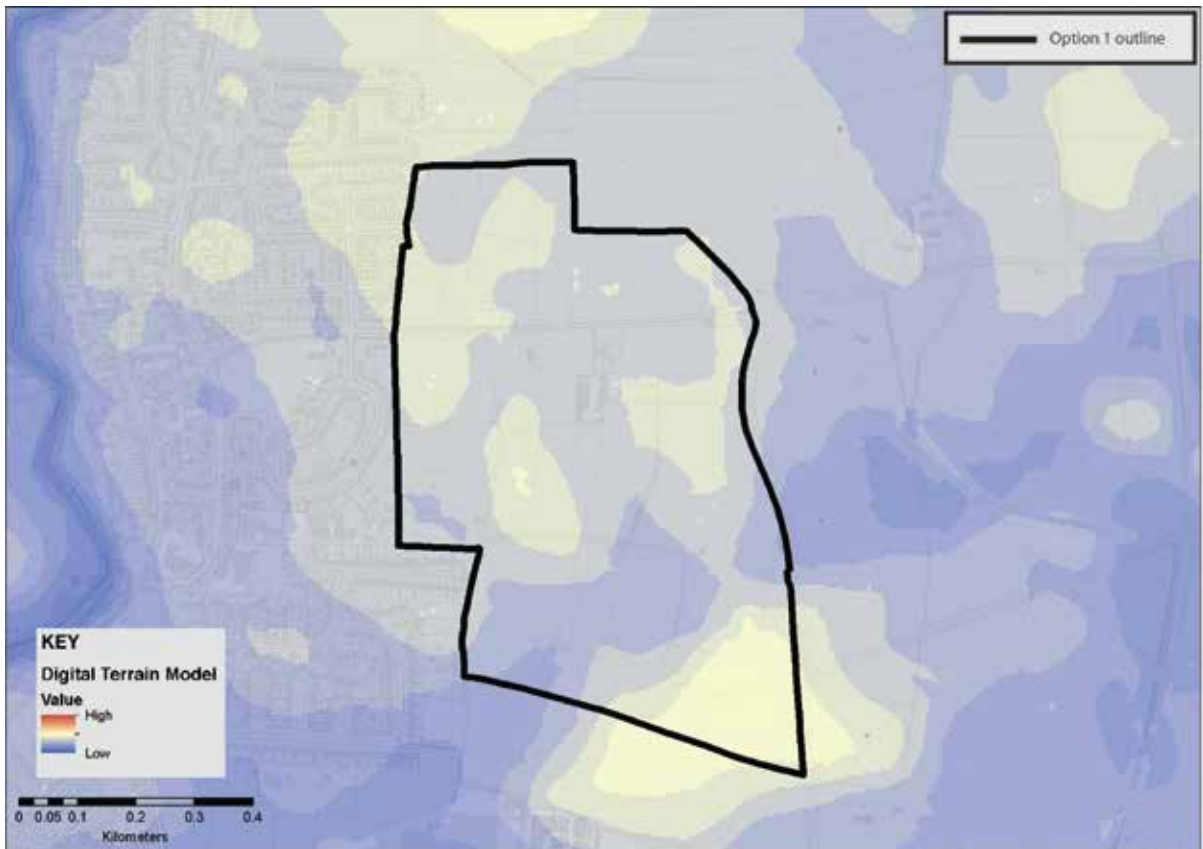 Option 1 outline
KEY
Digital Terrain Model
Value
High
Low
0 0.05 0.1 0.2 0.3 0.4
Kilometers